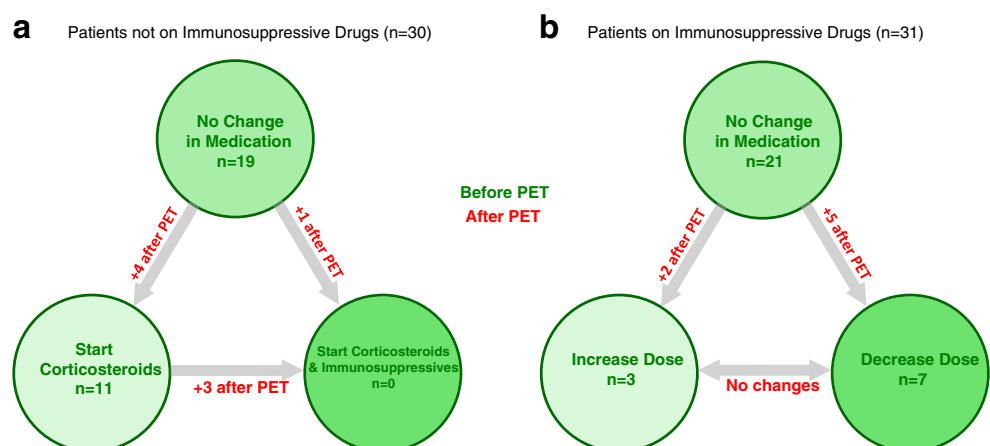 a
Patients not on Immunosuppressive Drugs (n=30)
No Change
in Medication
n=19
+4 after PET
+1 after PET
Start
Corticosteroids
n=11
+3 after PET
Start Corticosteroids
& Immunosuppressives
n=0
Before PET
After PET
b
Patients on Immunosuppressive Drugs (n=31)
No Change
in Medication
n=21
+2 after PET
+5 after PET
Increase Dose
n=3
No changes
Decrease Dose
n=7